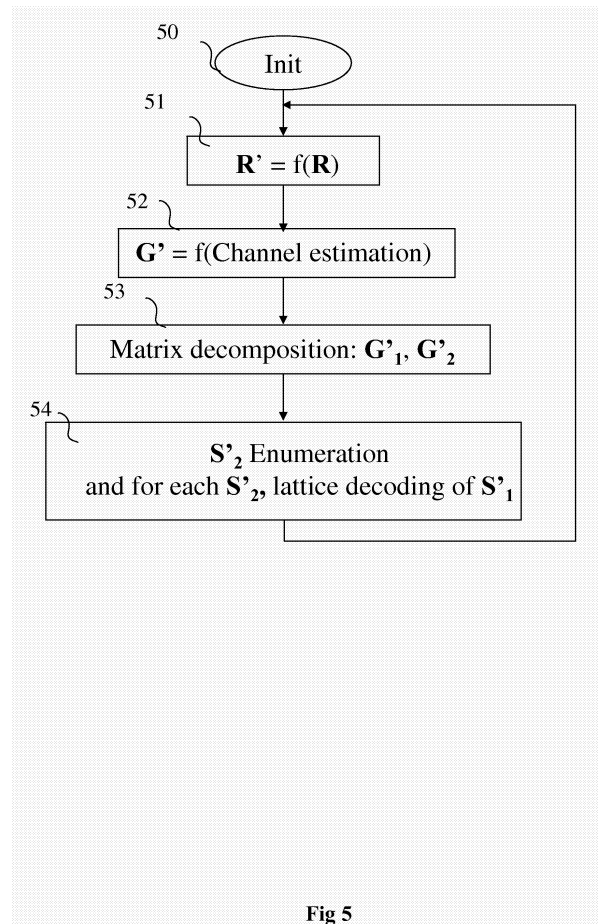 50
Init
51
R' = f(R)
52
G' = f(Channel estimation)
53
Matrix decomposition: G'1, G'2
54
S'2 Enumeration
and for each S'2, lattice decoding of S'1
Fig 5